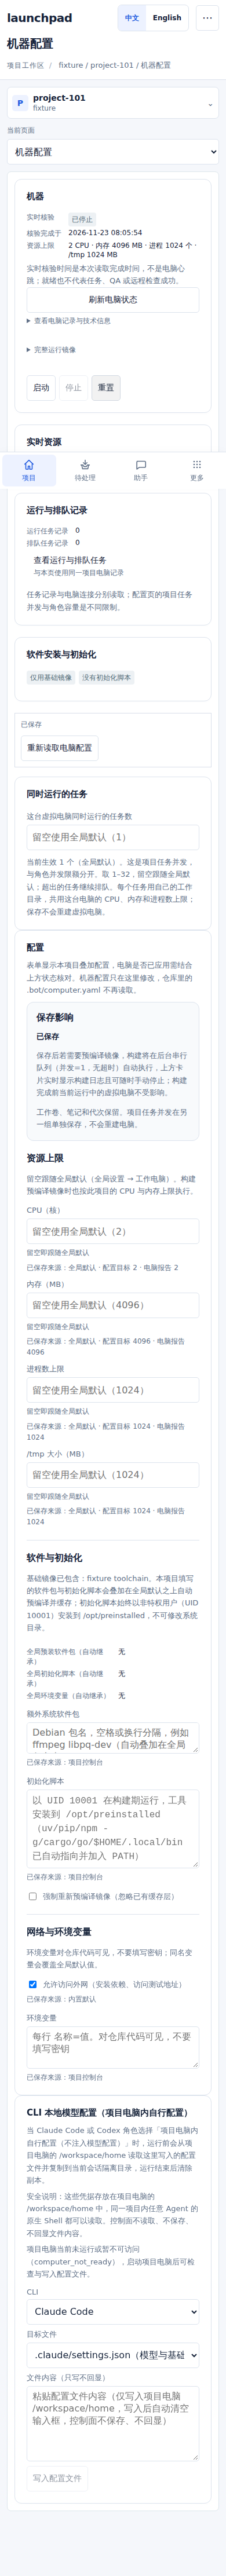 launchpad
中文
English
···
机器配置
项目工作区 / fixture / project-101 / 机器配置
P
project-101
fixture
当前页面
机器配置
机器
实时核验
已停止
核验完成于
2026-11-23 08:05:54
资源上限
2 CPU · 内存 4096 MB · 进程 1024 个 ·
/tmp 1024 MB
实时核验时间是本次读取完成时间，不是电脑心
跳；就绪也不代表任务、QA 或远程检查成功。
刷新电脑状态
查看电脑记录与技术信息
完整运行镜像
启动
停止
重置
实时资源
项目
待处理
助手
更多
运行与排队记录
运行任务记录 0
排队任务记录 0
查看运行与排队任务
与本页使用同一项目电脑记录
任务记录与电脑连接分别读取；配置页的项目任务
并发与角色容量是不同限制。
软件安装与初始化
仅用基础镜像
没有初始化脚本
已保存
重新读取电脑配置
同时运行的任务
这台虚拟电脑同时运行的任务数
留空使用全局默认（1）
当前生效 1 个（全局默认）。这是项目任务并发，
与角色并发限额分开。取 1–32，留空跟随全局默
认；超出的任务继续排队。每个任务用自己的工作
目录，共用这台电脑的 CPU、内存和进程数上限；
保存不会重建虚拟电脑。
配置
表单显示本项目叠加配置，电脑是否已应用需结合
上方状态核对。机器配置只在这里修改，仓库里的
.bot/computer.yaml 不再读取。
保存影响
已保存
保存后若需要预编译镜像，构建将在后台串行
队列（并发=1，无超时）自动执行，上方卡
片实时显示构建日志且可随时手动停止；构建
完成前当前运行中的虚拟电脑不受影响。
工作卷、笔记和代次保留。项目任务并发在另
一组单独保存，不会重建电脑。
资源上限
留空跟随全局默认（全局设置 → 工作电脑）。构建
预编译镜像时也按此项目的 CPU 与内存上限执行。
CPU（核）
留空使用全局默认（2）
留空即跟随全局默认
已保存来源：全局默认 · 配置目标 2 · 电脑报告 2
内存（MB）
留空使用全局默认（4096）
留空即跟随全局默认
已保存来源：全局默认 · 配置目标 4096 · 电脑报告
4096
进程数上限
留空使用全局默认（1024）
留空即跟随全局默认
已保存来源：全局默认 · 配置目标 1024 · 电脑报告
1024
/tmp 大小（MB）
留空使用全局默认（1024）
留空即跟随全局默认
已保存来源：全局默认 · 配置目标 1024 · 电脑报告
1024
软件与初始化
基础镜像已包含：fixture toolchain。本项目填写
的软件包与初始化脚本会叠加在全局默认之上自动
预编译并缓存；初始化脚本始终以非特权用户（UID
10001）安装到 /opt/preinstalled，不可修改系统
目录。
全局预装软件包（自动继
承）
无
全局初始化脚本（自动继
承）
无
全局环境变量（自动继承）
无
额外系统软件包
Debian 包名，空格或换行分隔，例如
ffmpeg libpq-dev（自动叠加在全局
已保存来源：项目控制台
初始化脚本
以 UID 10001 在构建期运行，工具
安装到 /opt/preinstalled
（uv/pip/npm -
g/cargo/go/$HOME/.local/bin
已自动指向并加入 PATH）
已保存来源：项目控制台
强制重新预编译镜像（忽略已有缓存层）
网络与环境变量
环境变量对仓库代码可见，不要填写密钥；同名变
量会覆盖全局默认值。
允许访问外网（安装依赖、访问测试地址）
已保存来源：内置默认
环境变量
每行 名称=值。对仓库代码可见，不要
填写密钥
已保存来源：项目控制台
CLI 本地模型配置（项目电脑内自行配置）
当 Claude Code 或 Codex 角色选择「项目电脑内
自行配置（不注入模型配置）」时，运行前会从项
目电脑的 /workspace/home 读取这里写入的配置
文件并复制到当前会话隔离目录，运行结束后清除
副本。
安全说明：这些凭据存放在项目电脑的
/workspace/home 中，同一项目内任意 Agent 的
原生 Shell 都可以读取。控制面不读取、不保存、
不回显文件内容。
项目电脑当前未运行或暂不可访问
（computer_not_ready），启动项目电脑后可检
查与写入配置文件。
CLI
Claude Code
目标文件
.claude/settings.json（模型与基础
文件内容（只写不回显）
粘贴配置文件内容（仅写入项目电脑
/workspace/home，写入后自动清空
输入框，控制面不保存、不回显）
写入配置文件